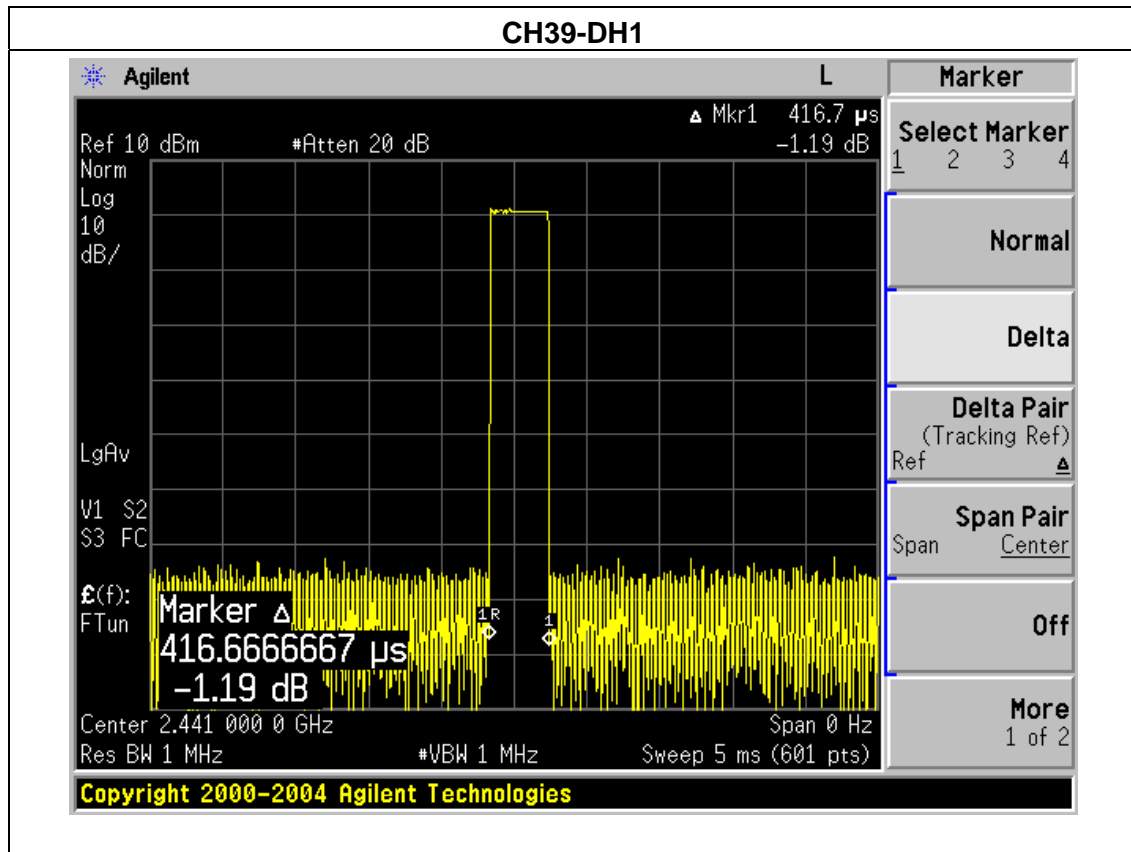 CH39-DH1
Agilent L
Δ Mkr1 416.7 µs
Ref 10 dBm #Atten 20 dB -1.19 dB
Norm
Log
10
dB/
LgAv
V1 S2
S3 FC
£(f):
FTun
Marker Δ
416.6666667 µs
-1.19 dB
1R
1
Center 2.441 000 0 GHz Span 0 Hz
Res BW 1 MHz #VBW 1 MHz Sweep 5 ms (601 pts)
Copyright 2000-2004 Agilent Technologies
Marker
Select Marker
1 2 3 4
Normal
Delta
Delta Pair
(Tracking Ref)
Ref Δ
Span Pair
Span Center
Off
More
1 of 2